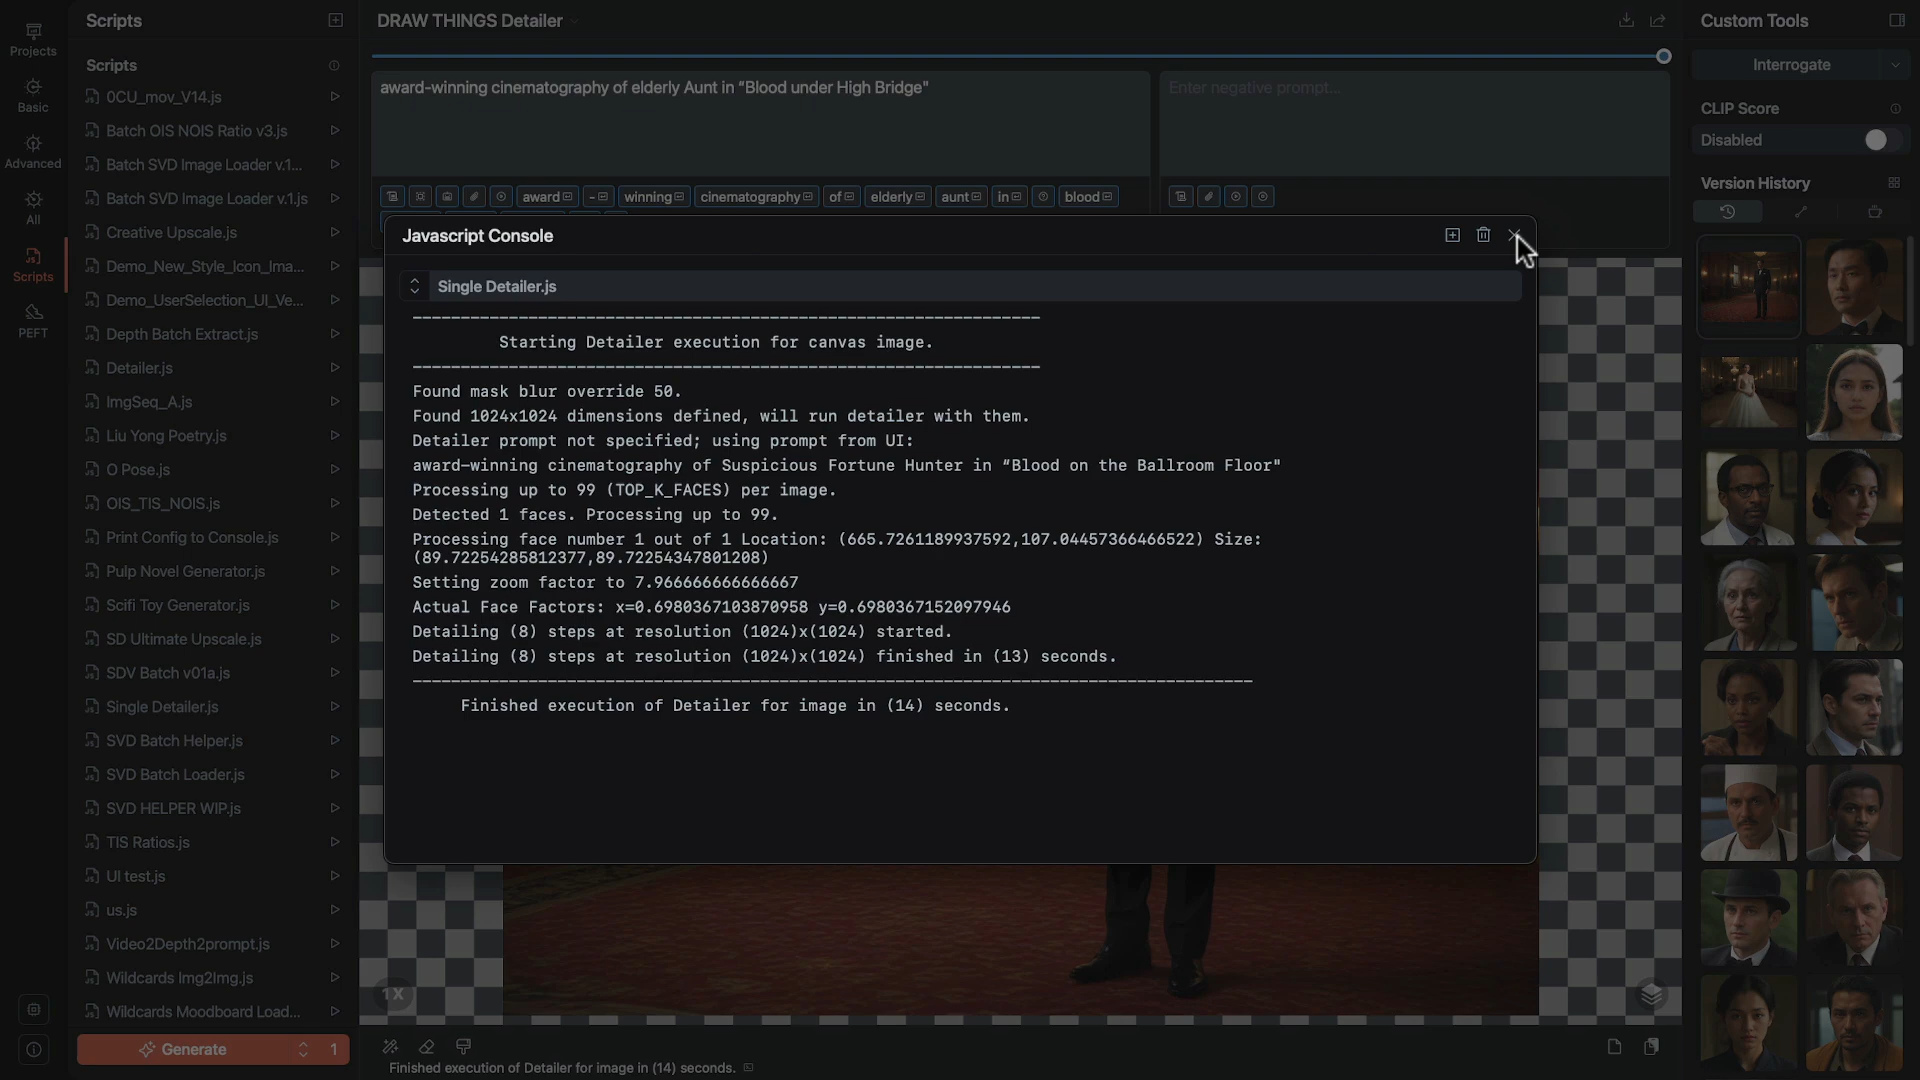 Projects
Basic
Advanced
All
Scripts
PEFT
Scripts
Scripts
0CU_mov_V14.js
Batch OIS NOIS Ratio v3.js
Batch SVD Image Loader v.1...
Batch SVD Image Loader v.1.js
Creative Upscale.js
Demo_New_Style_Icon_Ima...
Demo_UserSelection_UI_Ve...
Depth Batch Extract.js
Detailer.js
ImgSeq_A.js
Liu Yong Poetry.js
O Pose.js
OIS_TIS_NOIS.js
Print Config to Console.js
Pulp Novel Generator.js
Scifi Toy Generator.js
SD Ultimate Upscale.js
SDV Batch v01a.js
Single Detailer.js
SVD Batch Helper.js
SVD Batch Loader.js
SVD HELPER WIP.js
TIS Ratios.js
UI test.js
us.js
Video2Depth2prompt.js
Wildcards Img2Img.js
Wildcards Moodboard Load...
Generate 1
DRAW THINGS Detailer
award-winning cinematography of elderly Aunt in “Blood under High Bridge”
Enter negative prompt...
award - winning cinematography of elderly aunt in blood
Javascript Console
Single Detailer.js
Starting Detailer execution for canvas image.
Found mask blur override 50.
Found 1024x1024 dimensions defined, will run detailer with them.
Detailer prompt not specified; using prompt from UI:
award-winning cinematography of Suspicious Fortune Hunter in “Blood on the Ballroom Floor”
Processing up to 99 (TOP_K_FACES) per image.
Detected 1 faces. Processing up to 99.
Processing face number 1 out of 1 Location: (665.7261189937592,107.04457366466522) Size:
(89.72254285812377,89.72254347801208)
Setting zoom factor to 7.966666666666667
Actual Face Factors: x=0.6980367103870958 y=0.6980367152097946
Detailing (8) steps at resolution (1024)x(1024) started.
Detailing (8) steps at resolution (1024)x(1024) finished in (13) seconds.
Finished execution of Detailer for image in (14) seconds.
1X
Finished execution of Detailer for image in (14) seconds.
Custom Tools
Interrogate
CLIP Score
Disabled
Version History